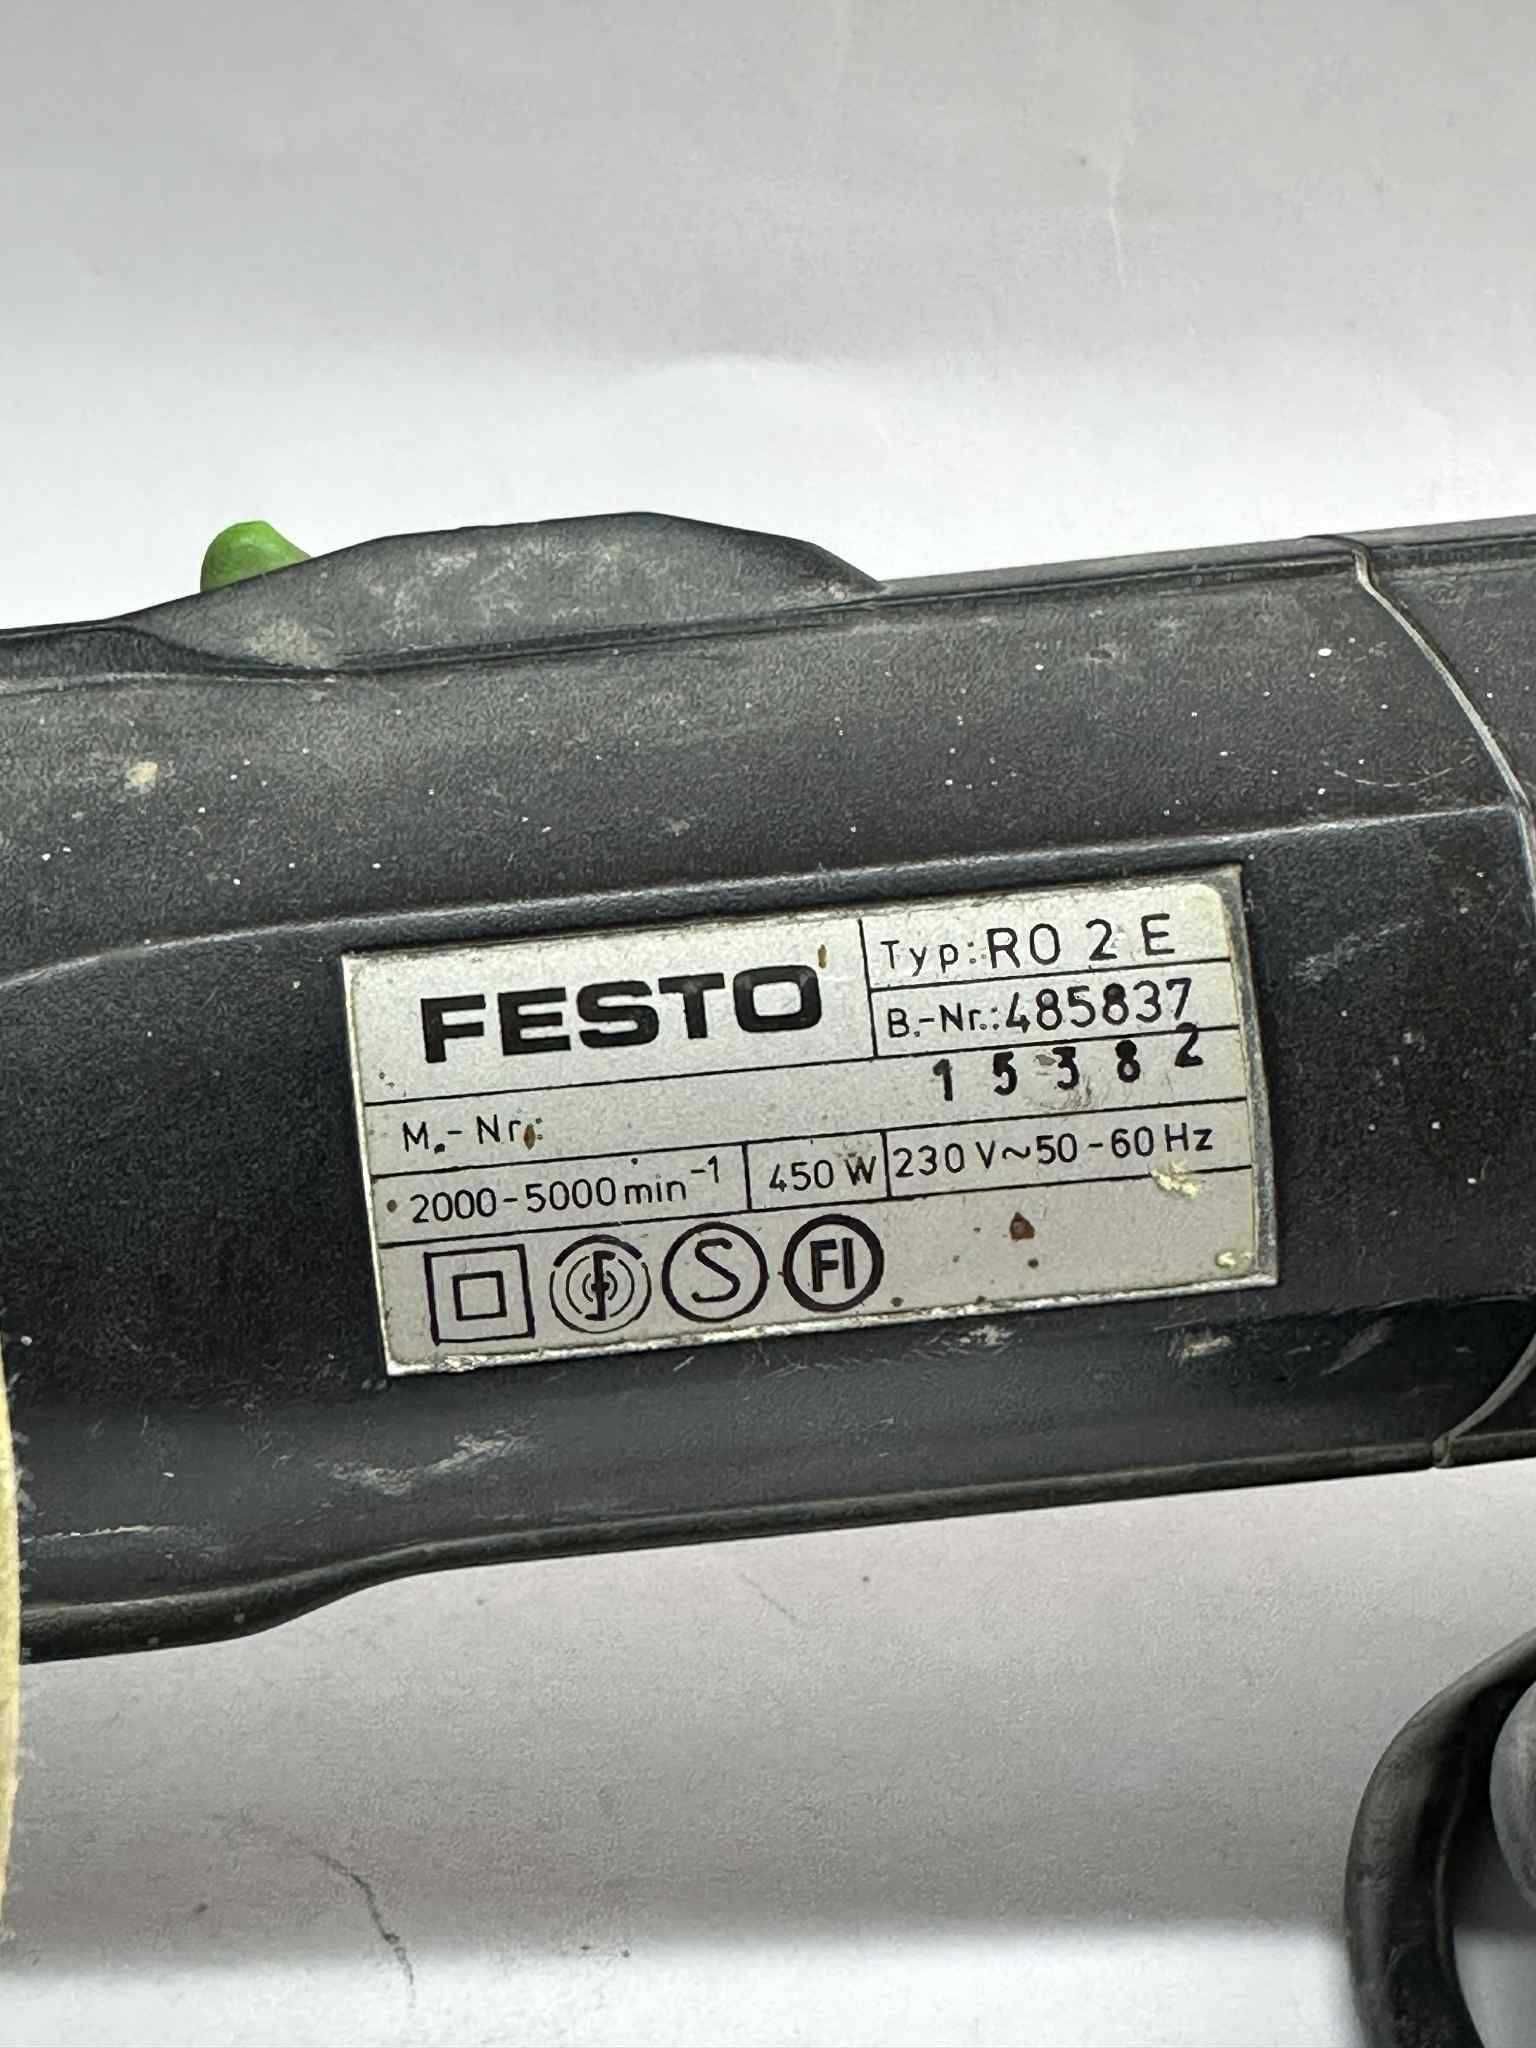 FESTO
Typ: RO 2 E
B.-Nr.: 485837
M.-Nr.: 15382
2000-5000 min⁻¹ 450 W 230 V~50-60 Hz
S FI